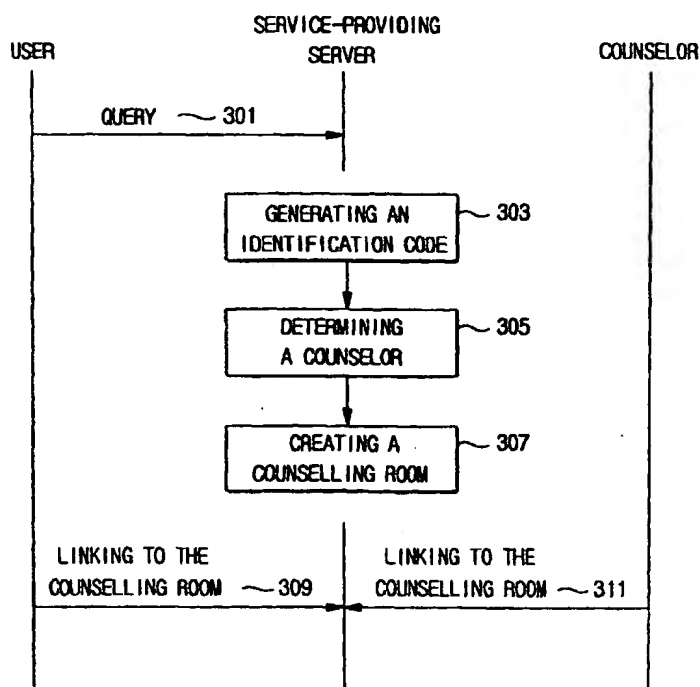 USER
SERVICE-PROVIDING
SERVER
COUNSELOR
QUERY ~ 301
GENERATING AN
IDENTIFICATION CODE
303
DETERMINING
A COUNSELOR
305
CREATING A
COUNSELLING ROOM
307
LINKING TO THE
COUNSELLING ROOM ~ 309
LINKING TO THE
COUNSELLING ROOM ~ 311